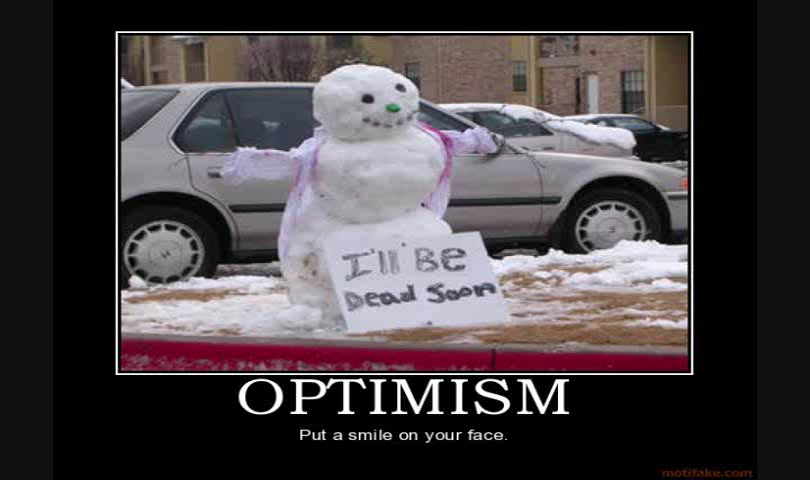 I'll Be
Dead Soon
OPTIMISM
Put a smile on your face.
motifake.com